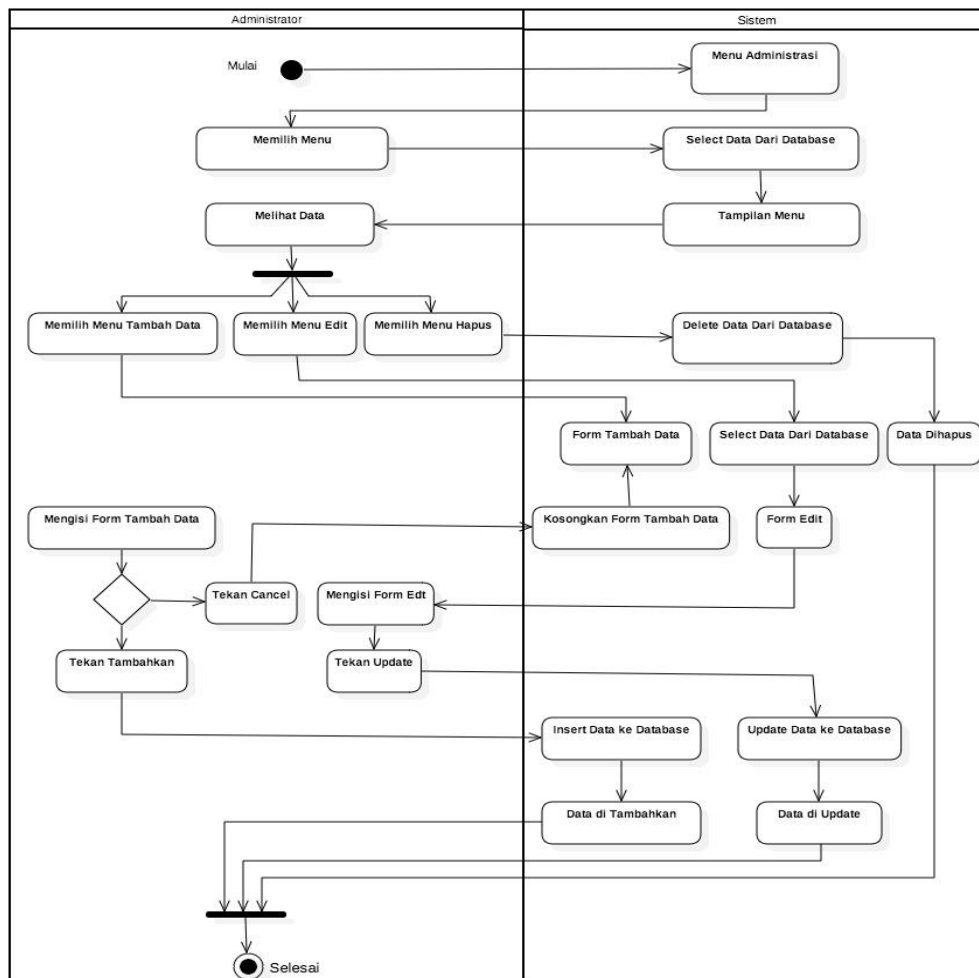 Administrator
Sistem
Mulai
Menu Administrasi
Memilih Menu
Select Data Dari Database
Melihat Data
Tampilan Menu
Memilih Menu Tambah Data
Memilih Menu Edit
Memilih Menu Hapus
Delete Data Dari Database
Form Tambah Data
Select Data Dari Database
Data Dihapus
Mengisi Form Tambah Data
Kosongkan Form Tambah Data
Form Edit
Tekan Cancel
Mengisi Form Edt
Tekan Tambahkan
Tekan Update
Insert Data ke Database
Update Data ke Database
Data di Tambahkan
Data di Update
Selesai